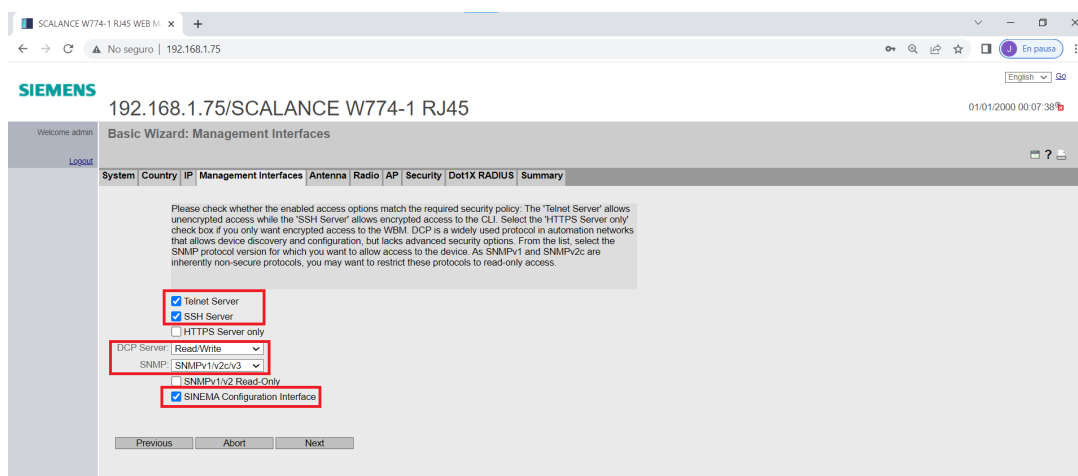 SCALANCE W774-1 RJ45 WEB M
No seguro | 192.168.1.75
J En pausa
English Go
SIEMENS
192.168.1.75/SCALANCE W774-1 RJ45
01/01/2000 00:07:38
Welcome admin
Basic Wizard: Management Interfaces
Logout
?
System Country IP Management Interfaces Antenna Radio AP Security Dot1X RADIUS Summary
Please check whether the enabled access options match the required security policy: The 'Telnet Server' allows
unencrypted access while the 'SSH Server' allows encrypted access to the CLI. Select the 'HTTPS Server only'
check box if you only want encrypted access to the WBM. DCP is a widely used protocol in automation networks
that allows device discovery and configuration, but lacks advanced security options. From the list, select the
SNMP protocol version for which you want to allow access to the device. As SNMPv1 and SNMPv2c are
inherently non-secure protocols, you may want to restrict these protocols to read-only access.
Telnet Server
SSH Server
HTTPS Server only
DCP Server: Read/Write
SNMP: SNMPv1/v2c/v3
SNMPv1/v2 Read-Only
SINEMA Configuration Interface
Previous Abort Next